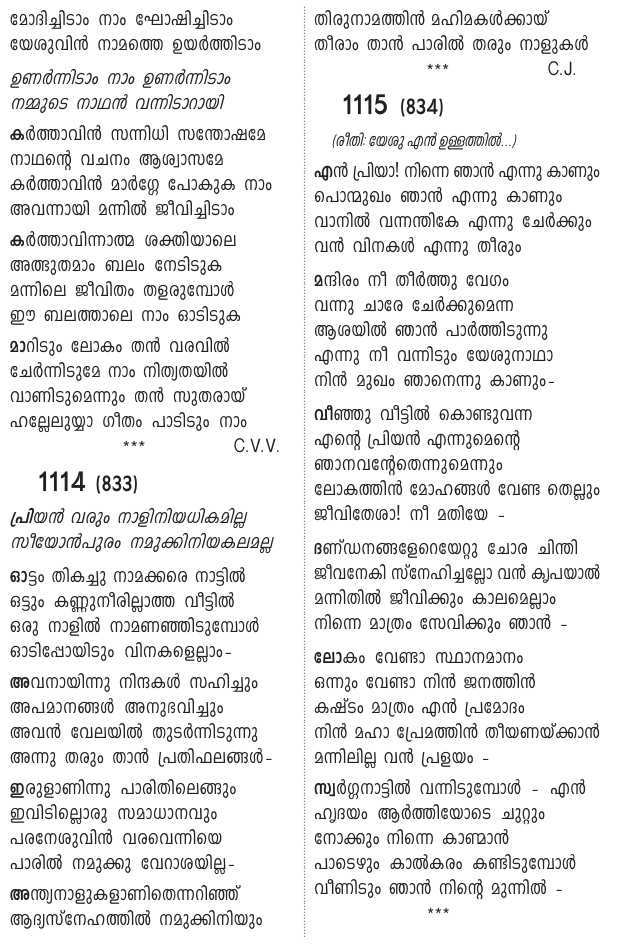 മോദിച്ചിടാം നാം ഘോഷിച്ചിടാം
യേശുവിൻ നാമത്തെ ഉയർത്തിടാം
ഉണർന്നിടാം നാം ഉണർന്നിടാം
നമ്മുടെ നാഥൻ വന്നിടാറായി
കർത്താവിൻ സന്നിധി സന്തോഷമേ
നാഥന്റെ വചനം ആശ്വാസമേ
കർത്താവിൻ മാർഗ്ഗേ പോകുക നാം
അവന്നായി മന്നിൽ ജീവിച്ചിടാം
കർത്താവിന്നാത്മ ശക്തിയാലെ
അത്ഭുതമാം ബലം നേടിടുക
മന്നിലെ ജീവിതം തളരുമ്പോൾ
ഈ ബലത്താലെ നാം ഓടിടുക
മാറിടും ലോകം തൻ വരവിൽ
ചേർന്നിടുമേ നാം നിത്യതയിൽ
വാണിടുമെന്നും തൻ സുതരായ്
ഹല്ലേലുയ്യാ ഗീതം പാടിടും നാം
*** C.V.V.
1114 (833)
പ്രിയൻ വരും നാളിനിയധികമില്ല
സീയോൻപുരം നമുക്കിനിയകലമല്ല
ഓട്ടം തികച്ചു നാമക്കരെ നാട്ടിൽ
ഒട്ടും കണ്ണുനീരില്ലാത്ത വീട്ടിൽ
ഒരു നാളിൽ നാമണഞ്ഞിടുമ്പോൾ
ഓടിപ്പോയിടും വിനകളെല്ലാം-
അവനായിന്നു നിന്ദകൾ സഹിച്ചും
അപമാനങ്ങൾ അനുഭവിച്ചും
അവൻ വേലയിൽ തുടർന്നിടുന്നു
അന്നു തരും താൻ പ്രതിഫലങ്ങൾ-
ഇരുളാണിന്നു പാരിതിലെങ്ങും
ഇവിടില്ലൊരു സമാധാനവും
പരനേശുവിൻ വരവെന്നിയെ
പാരിൽ നമുക്കു വേറാശയില്ല-
അന്ത്യനാളുകളാണിതെന്നറിഞ്ഞ്
ആദ്യസ്നേഹത്തിൽ നമുക്കിനിയും
തിരുനാമത്തിൻ മഹിമകൾക്കായ്
തീരാം താൻ പാരിൽ തരും നാളുകൾ
*** C.J.
1115 (834)
(രീതി: യേശു എൻ ഉള്ളത്തിൽ...)
എൻ പ്രിയാ! നിന്നെ ഞാൻ എന്നു കാണും
പൊന്മുഖം ഞാൻ എന്നു കാണും
വാനിൽ വന്നന്തികേ എന്നു ചേർക്കും
വൻ വിനകൾ എന്നു തീരും
മന്ദിരം നീ തീർത്തു വേഗം
വന്നു ചാരേ ചേർക്കുമെന്ന
ആശയിൽ ഞാൻ പാർത്തിടുന്നു
എന്നു നീ വന്നിടും യേശുനാഥാ
നിൻ മുഖം ഞാനെന്നു കാണും-
വീഞ്ഞു വീട്ടിൽ കൊണ്ടുവന്ന
എന്റെ പ്രിയൻ എന്നുമെന്റെ
ഞാനവന്റേതെന്നുമെന്നും
ലോകത്തിൻ മോഹങ്ങൾ വേണ്ട തെല്ലും
ജീവിതേശാ! നീ മതിയേ -
ദണ്ഡനങ്ങളേറെയേറ്റു ചോര ചിന്തി
ജീവനേകി സ്നേഹിച്ചല്ലോ വൻ കൃപയാൽ
മന്നിതിൽ ജീവിക്കും കാലമെല്ലാം
നിന്നെ മാത്രം സേവിക്കും ഞാൻ -
ലോകം വേണ്ടാ സ്ഥാനമാനം
ഒന്നും വേണ്ടാ നിൻ ജനത്തിൻ
കഷ്ടം മാത്രം എൻ പ്രമോദം
നിൻ മഹാ പ്രേമത്തിൻ തീയണയ്ക്കാൻ
മന്നിലില്ല വൻ പ്രളയം -
സ്വർഗ്ഗനാട്ടിൽ വന്നിടുമ്പോൾ - എൻ
ഹൃദയം ആർത്തിയോടെ ചുറ്റും
നോക്കും നിന്നെ കാണ്മാൻ
പാടെഴും കാൽകരം കണ്ടിടുമ്പോൾ
വീണിടും ഞാൻ നിന്റെ മുന്നിൽ -
***